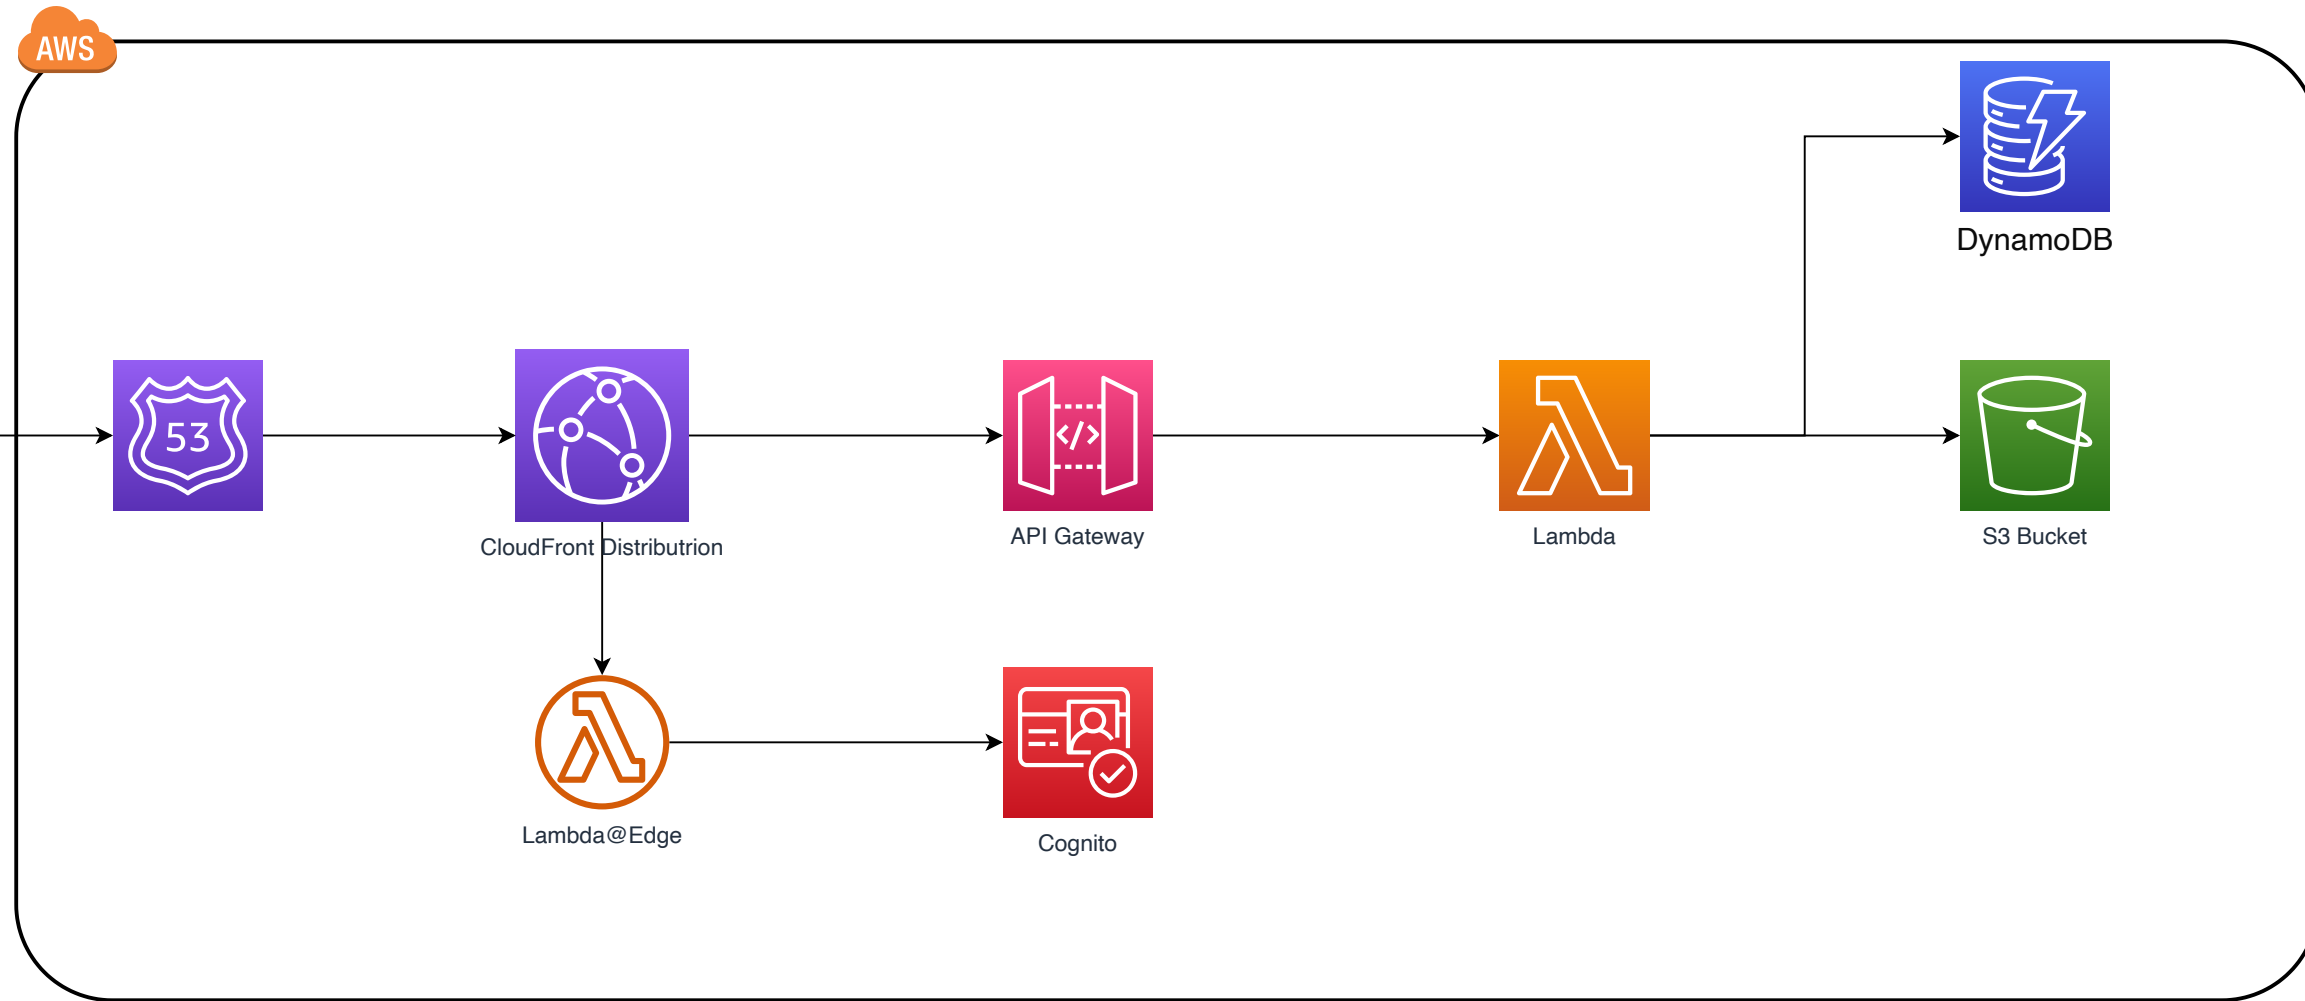 AWS
DynamoDB
53
CloudFront Distributrion
API Gateway
</>
Lambda
S3 Bucket
Lambda@Edge
Cognito